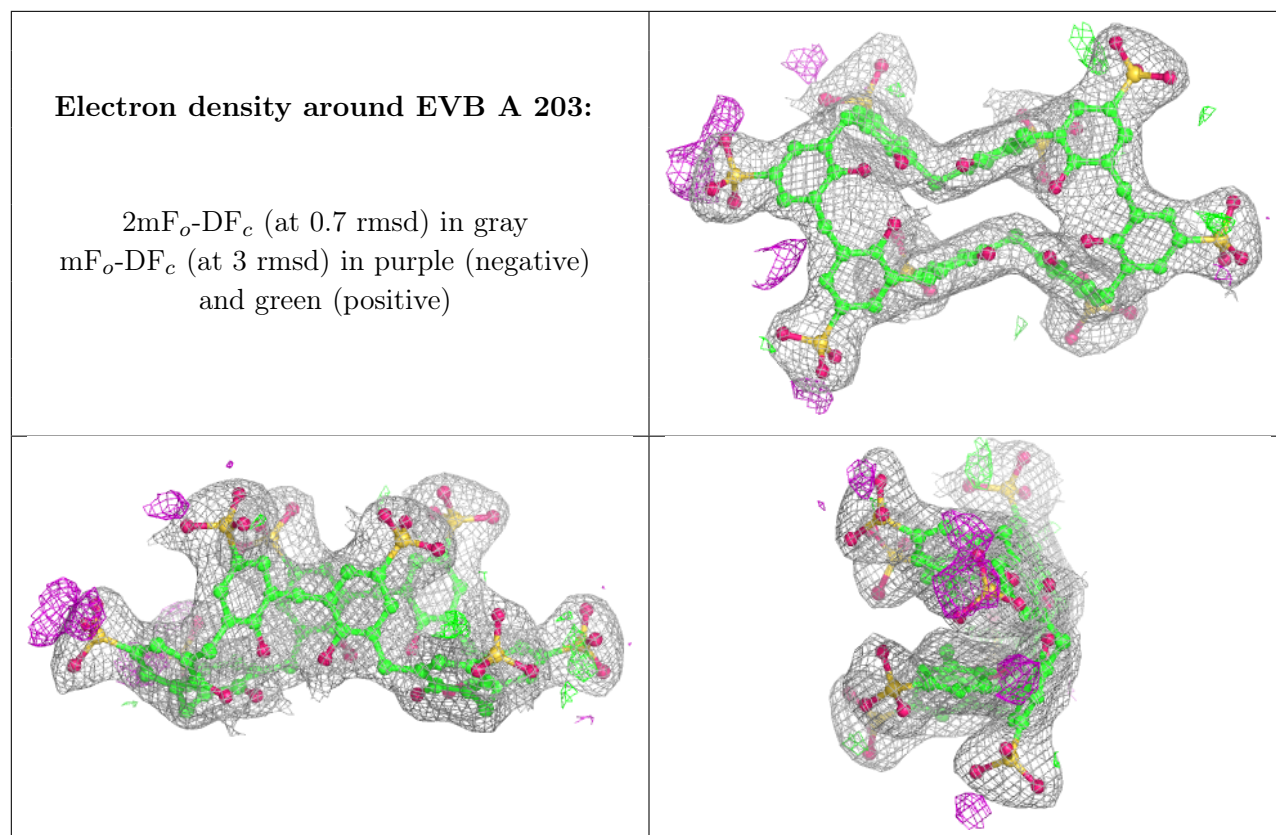 Electron density around EVB A 203:
2mFₒ-DF𝒸 (at 0.7 rmsd) in gray
mFₒ-DF𝒸 (at 3 rmsd) in purple (negative)
and green (positive)